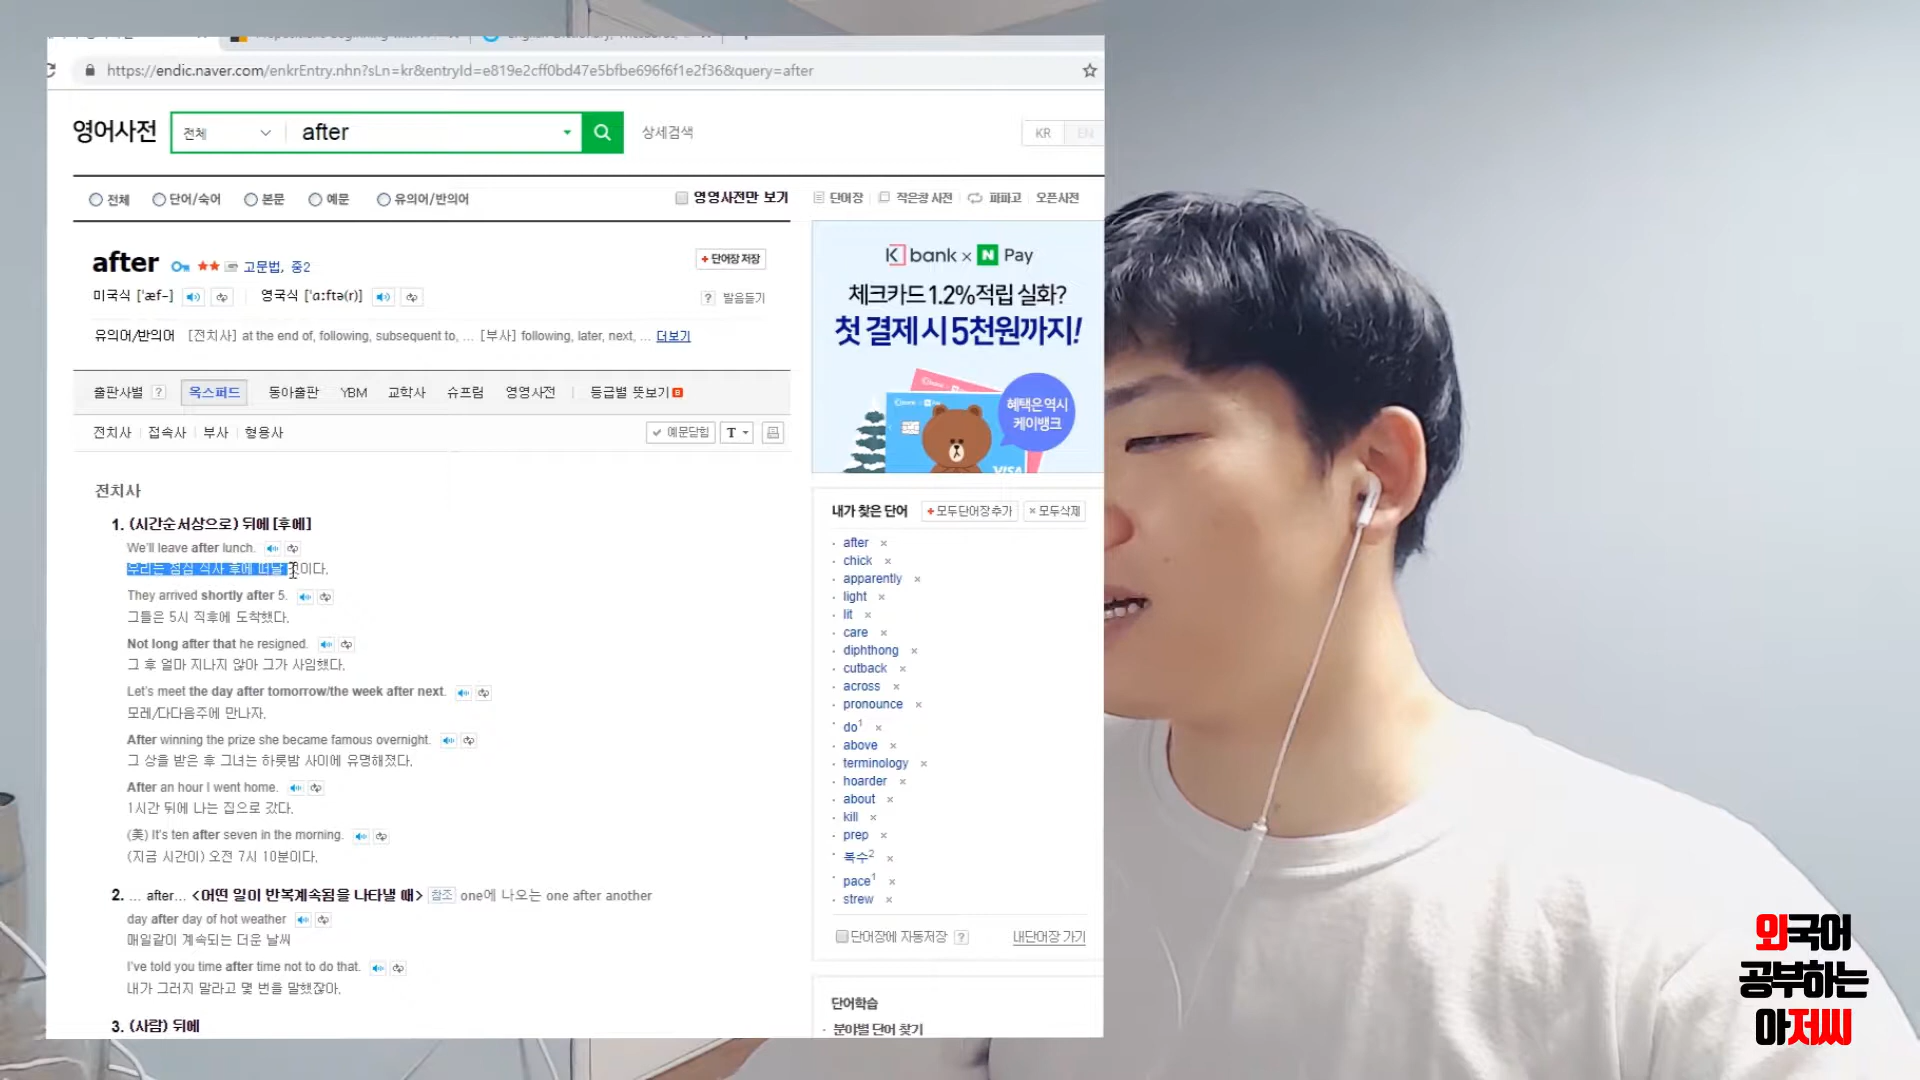 https://endic.naver.com/enkrEntry.nhn?sLn=kr&entryId=e819e2cff0bd47e5bfbe696f6f1e2f36&query=after
영어사전 전체 after 상세검색 KR EN
전체 단어/숙어 본문 예문 유의어/반의어 영영사전만 보기
단어장 작은창 사전 파파고 오픈사전
after 고문법, 중2 + 단어장 저장
미국식 [ˈæf-] 영국식 [ˈɑːftə(r)] ? 발음듣기
유의어/반의어 [전치사] at the end of, following, subsequent to, ... [부사] following, later, next, ... 더보기
출판사별 ? 옥스퍼드 동아출판 YBM 교학사 슈프림 영영사전 등급별 뜻보기
전치사 접속사 부사 형용사 예문닫힘 T
전치사
1. (시간·순서상으로) 뒤에[후에]
We'll leave after lunch.
우리는 점심 식사 후에 떠날 것이다.
They arrived shortly after 5.
그들은 5시 직후에 도착했다.
Not long after that he resigned.
그 후 얼마 지나지 않아 그가 사임했다.
Let's meet the day after tomorrow/the week after next.
모레/다다음주에 만나자.
After winning the prize she became famous overnight.
그 상을 받은 후 그녀는 하룻밤 사이에 유명해졌다.
After an hour I went home.
1시간 뒤에 나는 집으로 갔다.
(美) It's ten after seven in the morning.
(지금 시간이) 오전 7시 10분이다.
2. ... after... <어떤 일이 반복·계속됨을 나타낼 때> 참조 one에 나오는 one after another
day after day of hot weather
매일같이 계속되는 더운 날씨
I've told you time after time not to do that.
내가 그러지 말라고 몇 번을 말했잖아.
3. (사람) 뒤에
K bank × N Pay
체크카드 1.2%적립 실화?
첫 결제 시 5천원까지!
혜택은 역시
케이뱅크
VISA
내가 찾은 단어 + 모두단어장추가 × 모두삭제
after
chick
apparently
light
lit
care
diphthong
cutback
across
pronounce
do1
above
terminology
hoarder
about
kill
prep
복수2
pace1
strew
단어장에 자동저장 ? 내단어장 가기
단어학습
분야별 단어 찾기
외국어
공부하는
아저씨